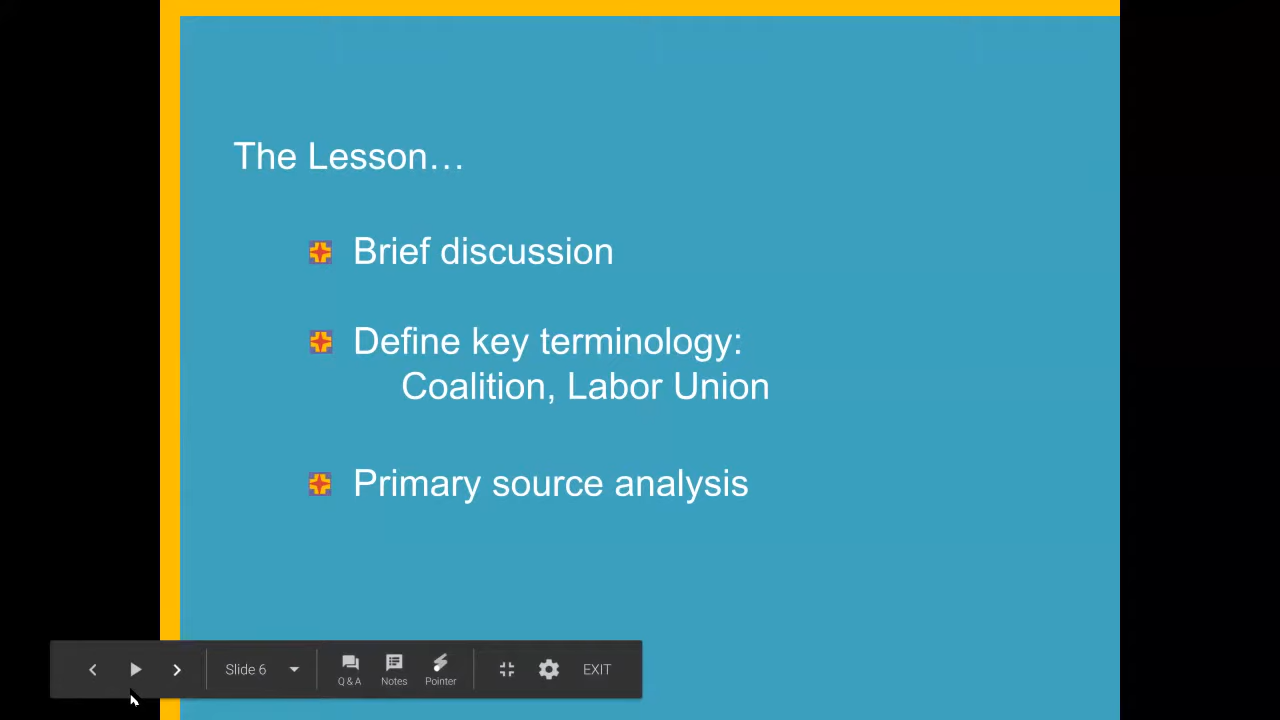 The Lesson…
Brief discussion
Define key terminology:
Coalition, Labor Union
Primary source analysis
Slide 6
Q & A
Notes
Pointer
EXIT